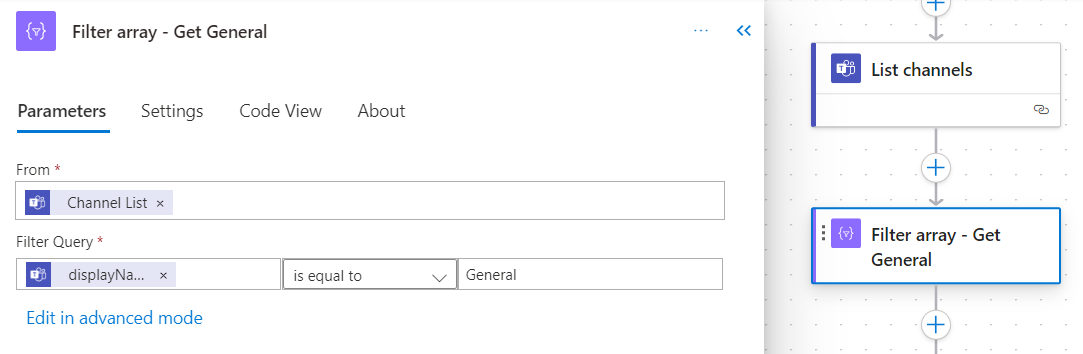 Filter array - Get General
Parameters
Settings
Code View
About
From *
Channel List ×
Filter Query *
displayNa... ×
is equal to
General
Edit in advanced mode
List channels
Filter array - Get
General